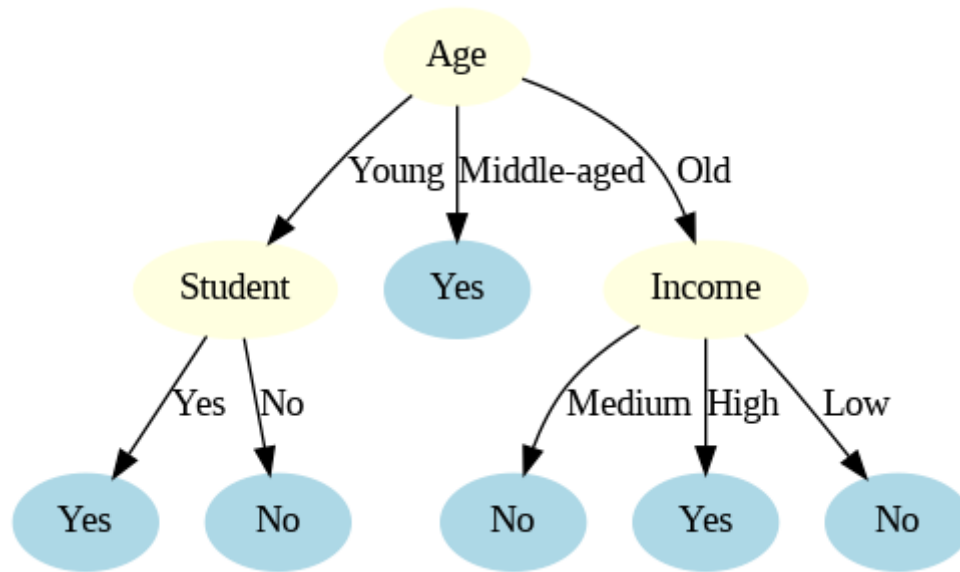 Age
Young Middle-aged Old
Student Yes Income
Yes No Medium High Low
Yes No No Yes No